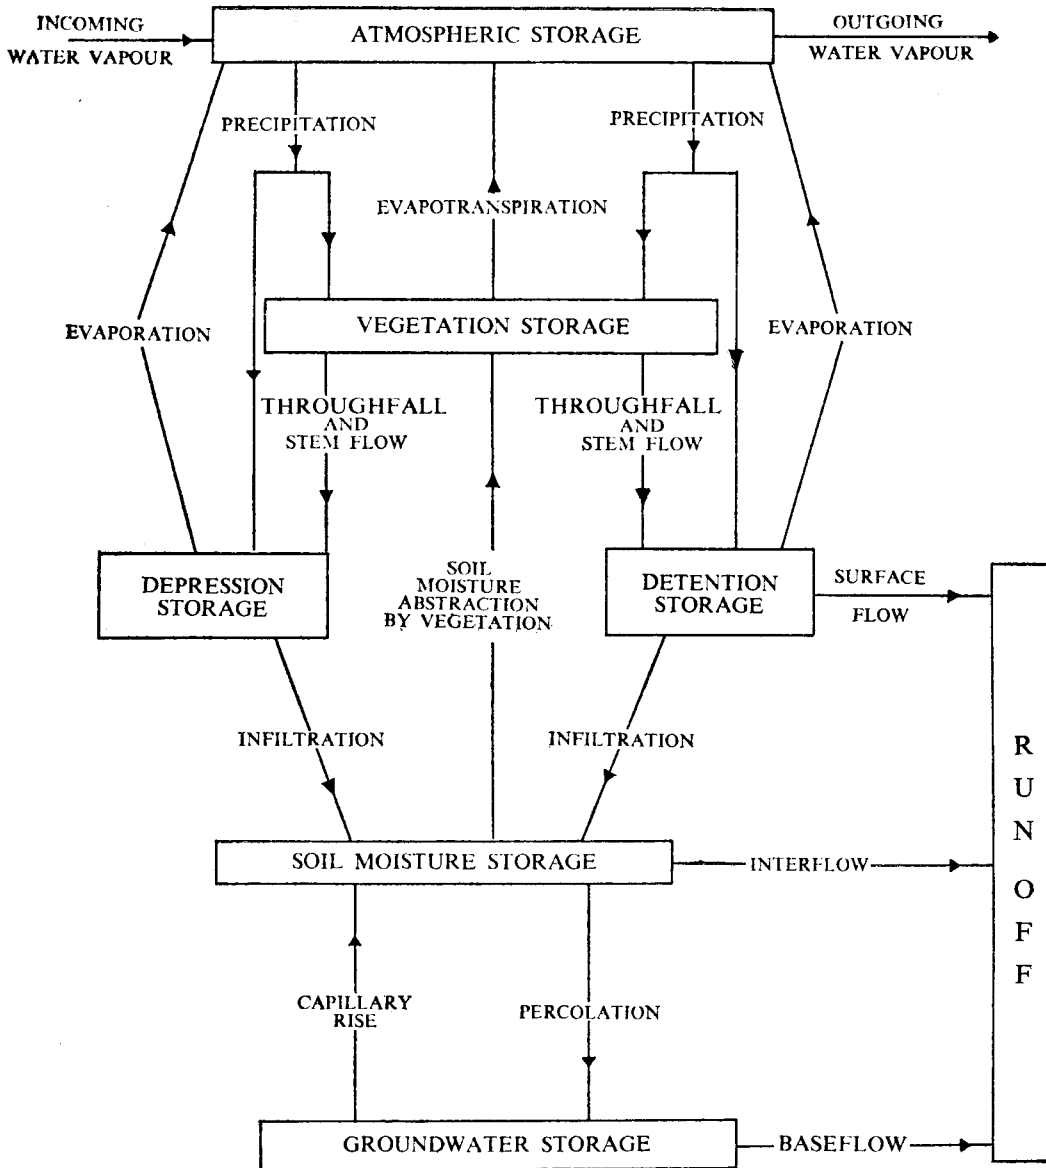 INCOMING
WATER VAPOUR
ATMOSPHERIC STORAGE
OUTGOING
WATER VAPOUR
PRECIPITATION
PRECIPITATION
EVAPOTRANSPIRATION
VEGETATION STORAGE
EVAPORATION
EVAPORATION
THROUGHFALL
AND
STEM FLOW
THROUGHFALL
AND
STEM FLOW
DEPRESSION
STORAGE
SOIL
MOISTURE
ABSTRACTION
BY VEGETATION
DETENTION
STORAGE
SURFACE
FLOW
INFILTRATION
INFILTRATION
RUN OFF
SOIL MOISTURE STORAGE
INTERFLOW
CAPILLARY
RISE
PERCOLATION
GROUNDWATER STORAGE
BASEFLOW